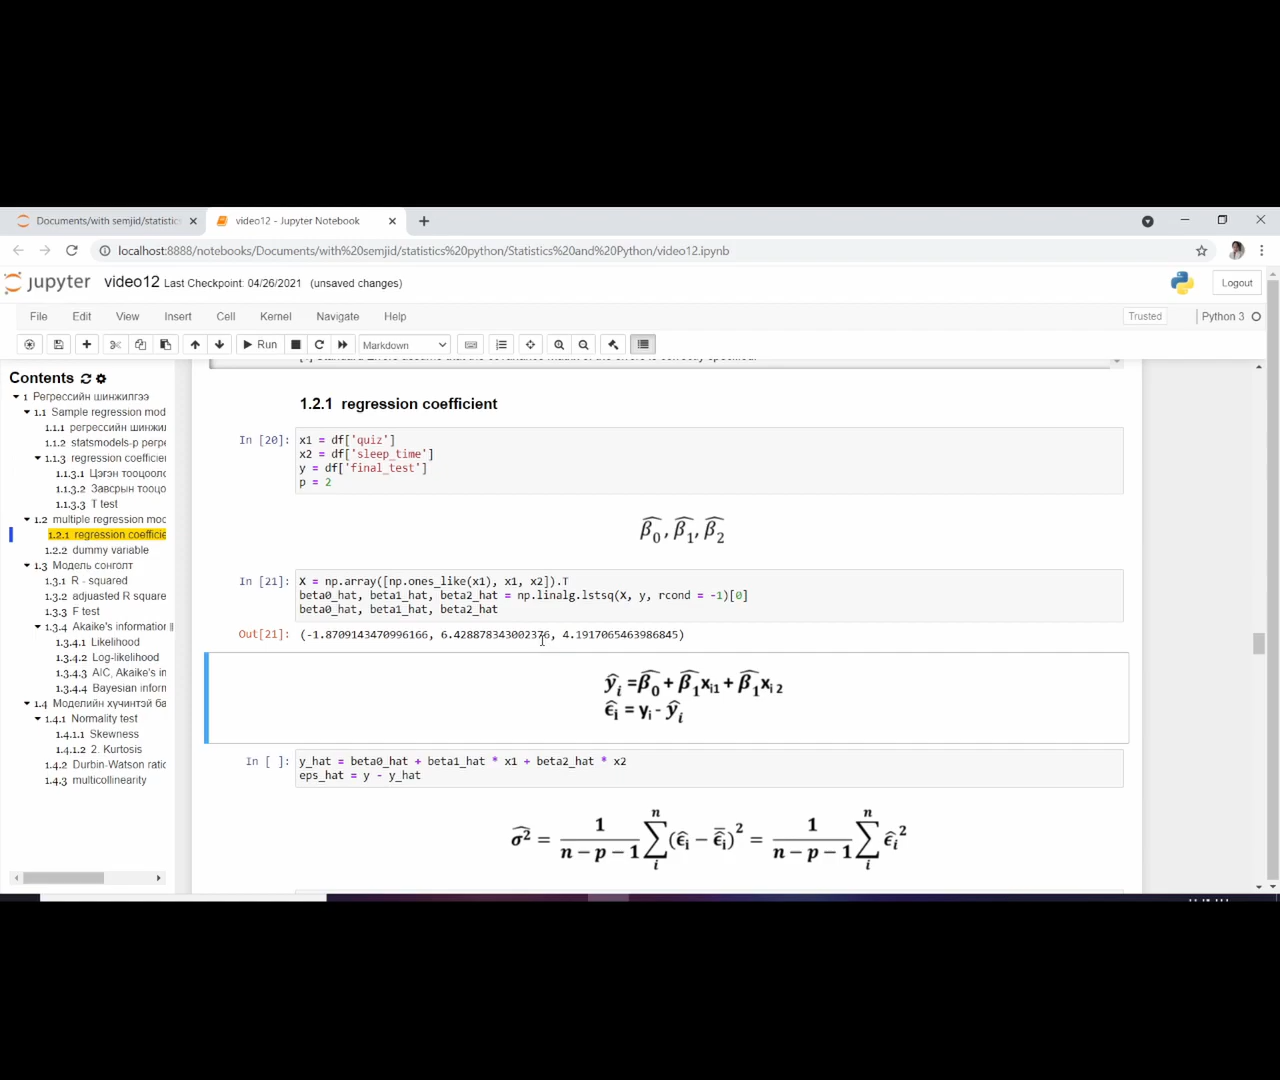 Documents/with semjid/statistic
video12 - Jupyter Notebook
localhost:8888/notebooks/Documents/with%20semjid/statistics%20python/Statistics%20and%20Python/video12.ipynb
jupyter video12 Last Checkpoint: 04/26/2021 (unsaved changes)
Logout
File Edit View Insert Cell Kernel Navigate Help
Trusted
Python 3
Run
Markdown
Contents
1 Регрессийн шинжилгээ
1.1 Sample regression mod
1.1.1 регрессийн шинжи
1.1.2 statsmodels-р регре
1.1.3 regression coefficie
1.1.3.1 Цэгэн тооцооло
1.1.3.2 Завсрын тооцо
1.1.3.3 T test
1.2 multiple regression moc
1.2.1 regression coefficie
1.2.2 dummy variable
1.3 Модель сонголт
1.3.1 R - squared
1.3.2 adjuasted R square
1.3.3 F test
1.3.4 Akaike's information
1.3.4.1 Likelihood
1.3.4.2 Log-likelihood
1.3.4.3 AIC, Akaike's in
1.3.4.4 Bayesian inforn
1.4 Моделийн хүчинтэй ба
1.4.1 Normality test
1.4.1.1 Skewness
1.4.1.2 2. Kurtosis
1.4.2 Durbin-Watson ratio
1.4.3 multicollinearity
1.2.1 regression coefficient
In [20]: x1 = df['quiz']
x2 = df['sleep_time']
y = df['final_test']
p = 2
β̂₀, β̂₁, β̂₂
In [21]: X = np.array([np.ones_like(x1), x1, x2]).T
beta0_hat, beta1_hat, beta2_hat = np.linalg.lstsq(X, y, rcond = -1)[0]
beta0_hat, beta1_hat, beta2_hat
Out[21]: (-1.8709143470996166, 6.428878343002376, 4.1917065463986845)
ŷᵢ =β̂₀ + β̂₁xᵢ₁ + β̂₁xᵢ ₂
ε̂ᵢ = yᵢ - ŷᵢ
In [ ]: y_hat = beta0_hat + beta1_hat * x1 + beta2_hat * x2
eps_hat = y - y_hat
σ̂² = 1/(n − p − 1) ∑ᵢⁿ (ε̂ᵢ − ε̂̄ᵢ)² = 1/(n − p − 1) ∑ᵢⁿ ε̂ᵢ²